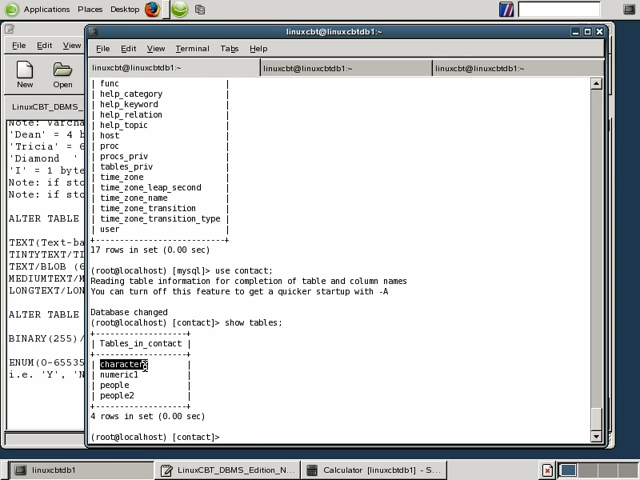 Applications Places Desktop
linuxcbt@linuxcbtdb1:~
File Edit View
File Edit View Terminal Tabs Help
linuxcbt@linuxcbtdb1:~ linuxcbt@linuxcbtdb1:~ linuxcbt@linuxcbtdb1:~
New Open
LinuxCBT_DBMS_
'Dean' = 4 b
'Tricia' = 6
'Diamond '
'I' = 1 byte
Note: if sto
Note: if sto
ALTER TABLE
TEXT(Text-ba
TINYTEXT/TI
TEXT/BLOB (6
MEDIUMTEXT/M
LONGTEXT/LON
ALTER TABLE
BINARY(255)/
ENUM(0-65535
i.e. 'Y', 'N
| func |
| help_category |
| help_keyword |
| help_relation |
| help_topic |
| host |
| proc |
| procs_priv |
| tables_priv |
| time_zone |
| time_zone_leap_second |
| time_zone_name |
| time_zone_transition |
| time_zone_transition_type |
| user |
+---------------------------+
17 rows in set (0.00 sec)
(root@localhost) [mysql]> use contact;
Reading table information for completion of table and column names
You can turn off this feature to get a quicker startup with -A
Database changed
(root@localhost) [contact]> show tables;
+-------------------+
| Tables_in_contact |
+-------------------+
| numeric1 |
| people |
| people2 |
+-------------------+
4 rows in set (0.00 sec)
(root@localhost) [contact]>
linuxcbtdb1 LinuxCBT_DBMS_Edition_N... Calculator [linuxcbtdb1] - S...